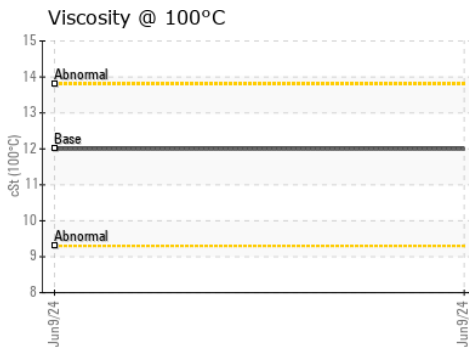 Viscosity @ 100°C
15
14
13
12
11
10
9
8
cSt (100°C)
Abnormal
Base
Abnormal
Jun9/24
Jun9/24